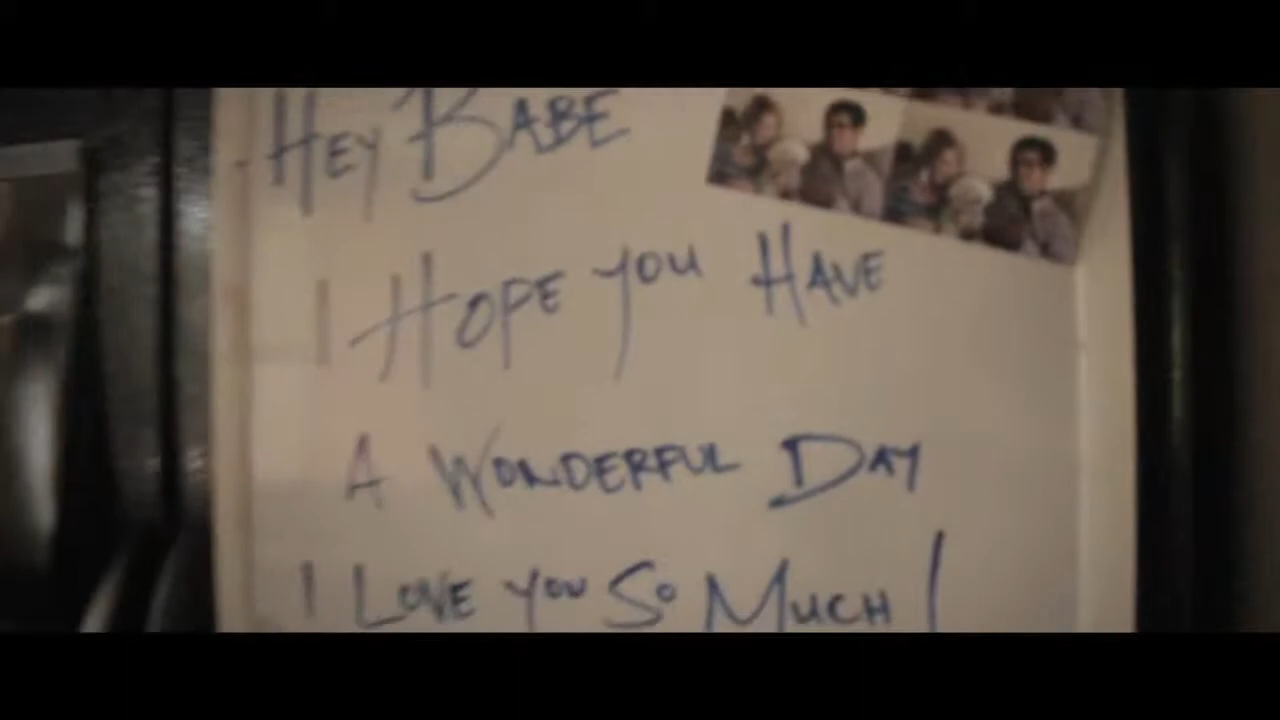 HEY BABE
I HOPE YOU HAVE
A WONDERFUL DAY
I LOVE YOU SO MUCH!